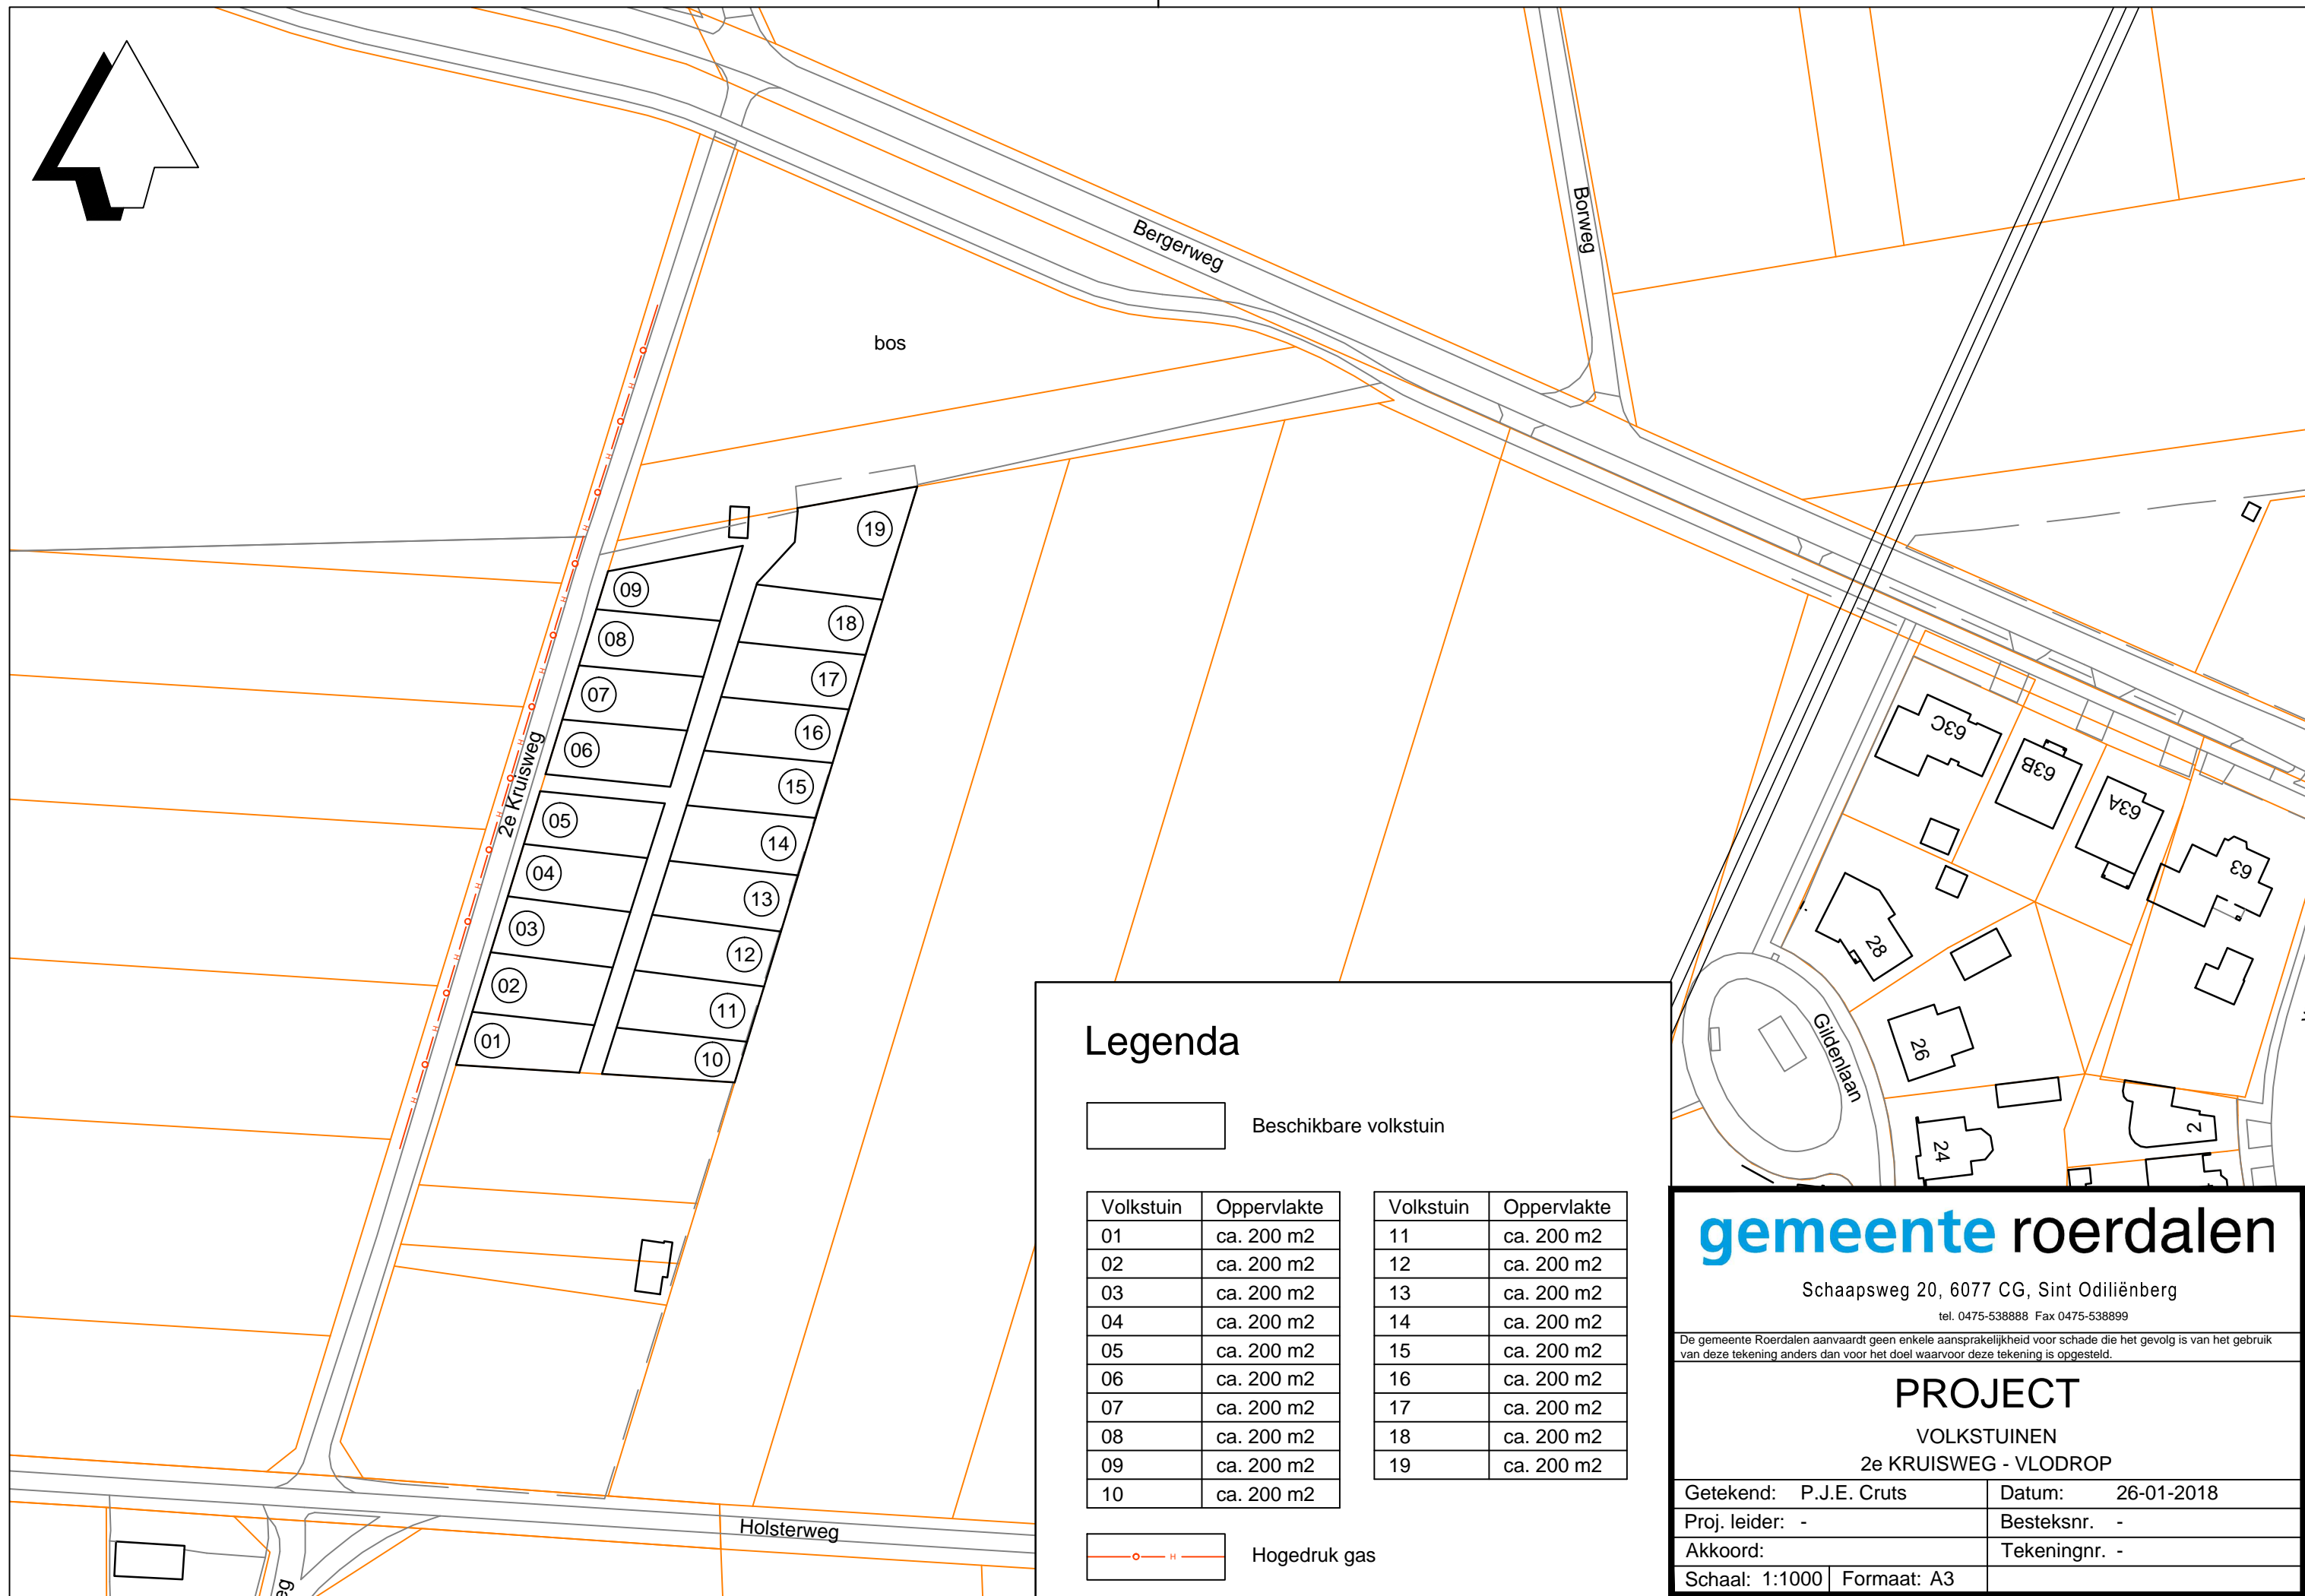 Bergerweg
Borweg
bos
2e Kruisweg
19
09
18
08
17
07
16
06
15
05
14
04
13
03
12
02
11
01
10
63C
63B
63A
63
28
26
24
2
Gildenlaan
Holsterweg
Legenda
Beschikbare volkstuin
Volkstuin Oppervlakte
01 ca. 200 m2
02 ca. 200 m2
03 ca. 200 m2
04 ca. 200 m2
05 ca. 200 m2
06 ca. 200 m2
07 ca. 200 m2
08 ca. 200 m2
09 ca. 200 m2
10 ca. 200 m2
Volkstuin Oppervlakte
11 ca. 200 m2
12 ca. 200 m2
13 ca. 200 m2
14 ca. 200 m2
15 ca. 200 m2
16 ca. 200 m2
17 ca. 200 m2
18 ca. 200 m2
19 ca. 200 m2
H Hogedruk gas
gemeente roerdalen
Schaapsweg 20, 6077 CG, Sint Odiliënberg
tel. 0475-538888 Fax 0475-538899
De gemeente Roerdalen aanvaardt geen enkele aansprakelijkheid voor schade die het gevolg is van het gebruik
van deze tekening anders dan voor het doel waarvoor deze tekening is opgesteld.
PROJECT
VOLKSTUINEN
2e KRUISWEG - VLODROP
Getekend: P.J.E. Cruts Datum: 26-01-2018
Proj. leider: - Besteksnr. -
Akkoord: Tekeningnr. -
Schaal: 1:1000 Formaat: A3